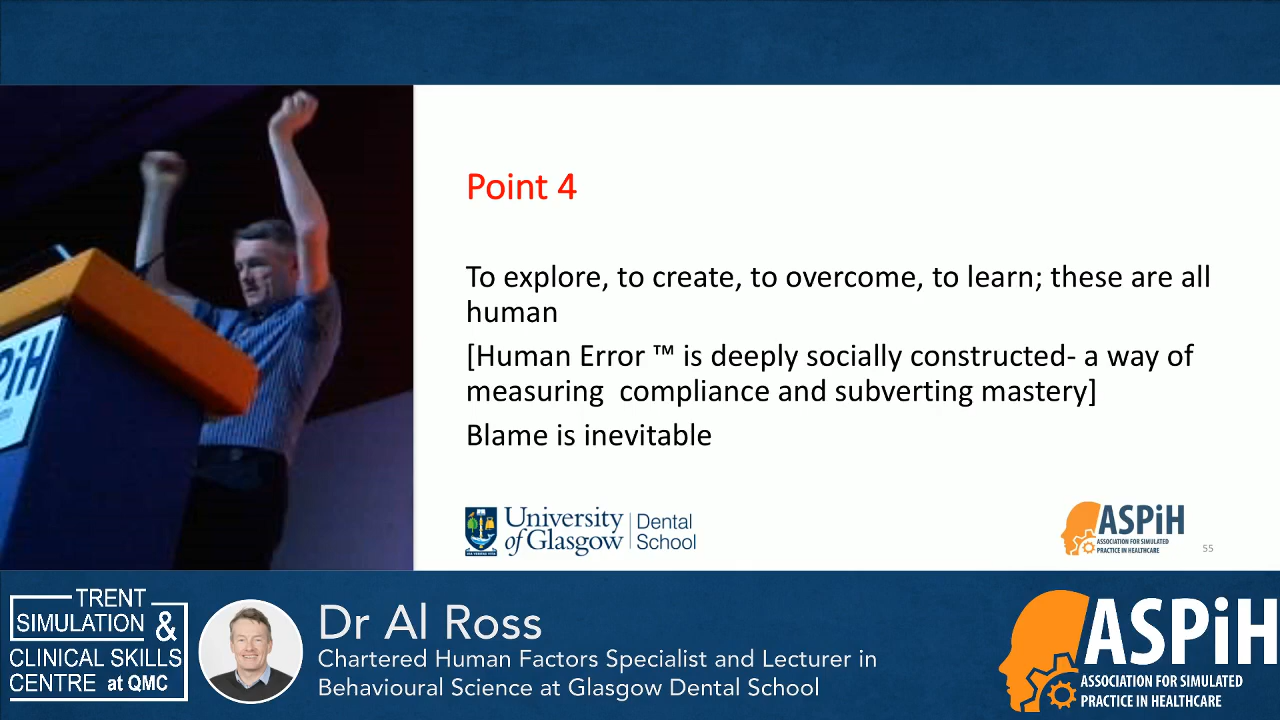 Point 4
To explore, to create, to overcome, to learn; these are all
human
[Human Error ™ is deeply socially constructed- a way of
measuring  compliance and subverting mastery]
Blame is inevitable
University
of Glasgow
Dental
School
ASPiH
ASSOCIATION FOR SIMULATED
PRACTICE IN HEALTHCARE
55
PiH
TRENT
SIMULATION &
CLINICAL SKILLS
CENTRE at QMC
Dr Al Ross
Chartered Human Factors Specialist and Lecturer in
Behavioural Science at Glasgow Dental School
ASPiH
ASSOCIATION FOR SIMULATED
PRACTICE IN HEALTHCARE